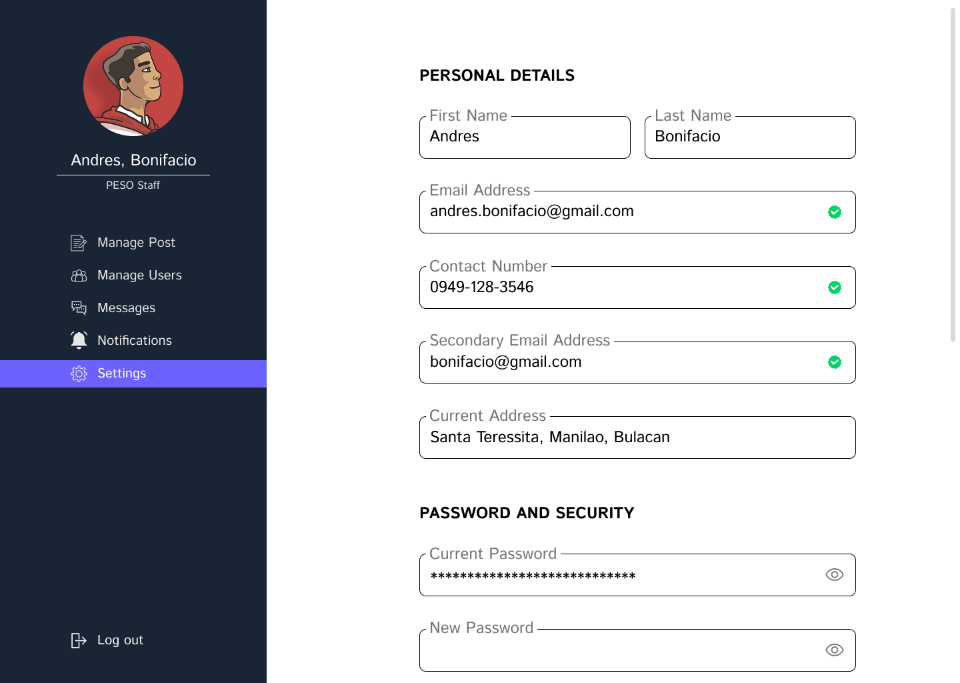 Andres, Bonifacio
PESO Staff
Manage Post
Manage Users
Messages
Notifications
Settings
Log out
PERSONAL DETAILS
First Name
Andres
Last Name
Bonifacio
Email Address
andres.bonifacio@gmail.com
Contact Number
0949-128-3546
Secondary Email Address
bonifacio@gmail.com
Current Address
Santa Teressita, Manilao, Bulacan
PASSWORD AND SECURITY
Current Password
****************************
New Password